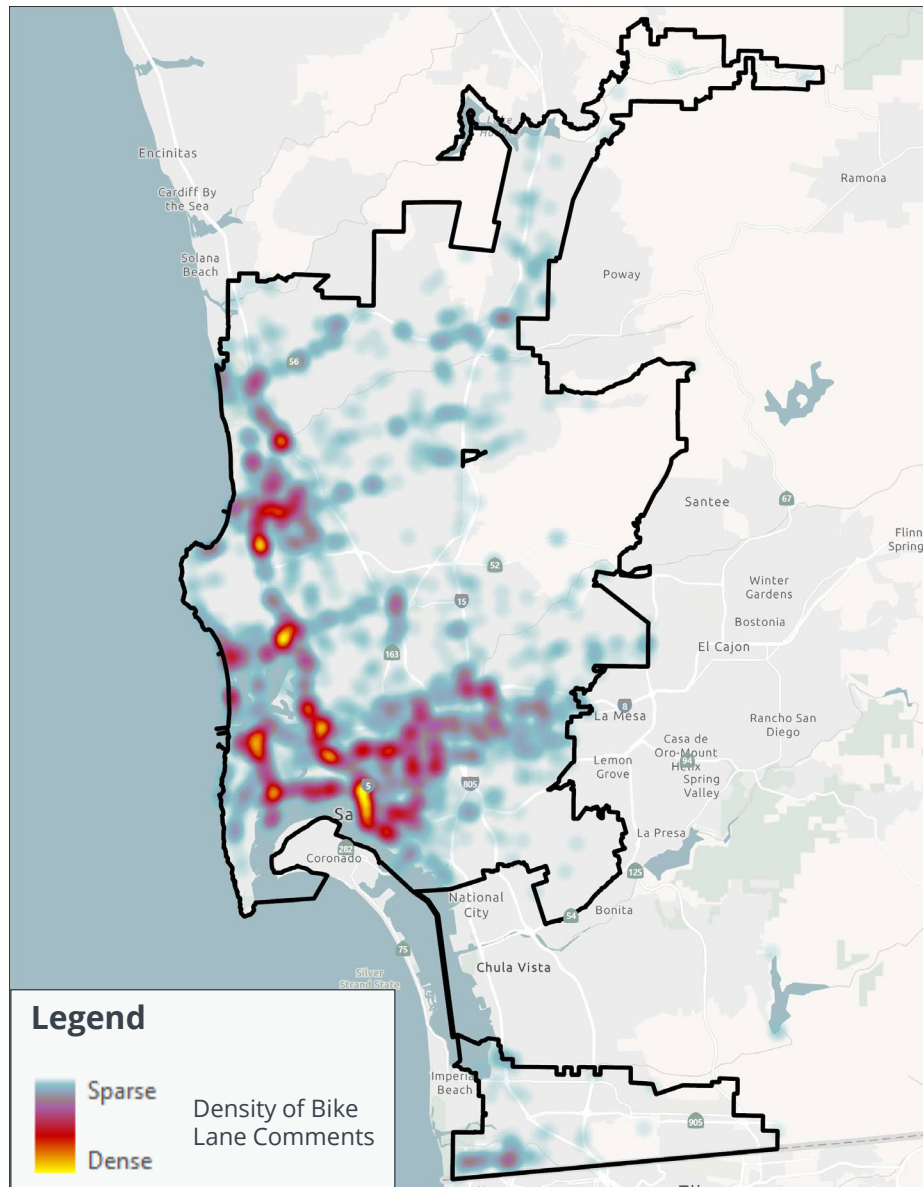 Encinitas
Cardiff By
the Sea
Solana
Beach
Ramona
Poway
56
Santee
67
Flinn
Spring
52
Winter
Gardens
15
Bostonia
El Cajon
163
8
La Mesa
Rancho San
Diego
Casa de
Oro-Mount
Helix
94
Lemon
Grove
Spring
Valley
805
5
Sa
La Presa
282
Coronado
125
National
City
54
Bonita
75
Chula Vista
Silver
Strand State
Imperial
Beach
905
Legend
Sparse
Dense
Density of Bike
Lane Comments